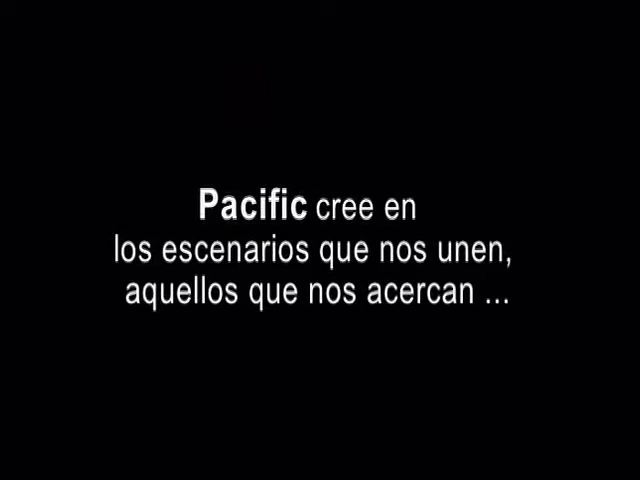 Pacific cree en
los escenarios que nos unen,
aquellos que nos acercan ...